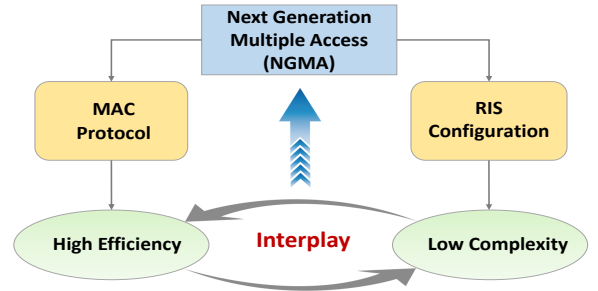 Next Generation
Multiple Access
(NGMA)
MAC
Protocol
RIS
Configuration
High Efficiency
Interplay
Low Complexity